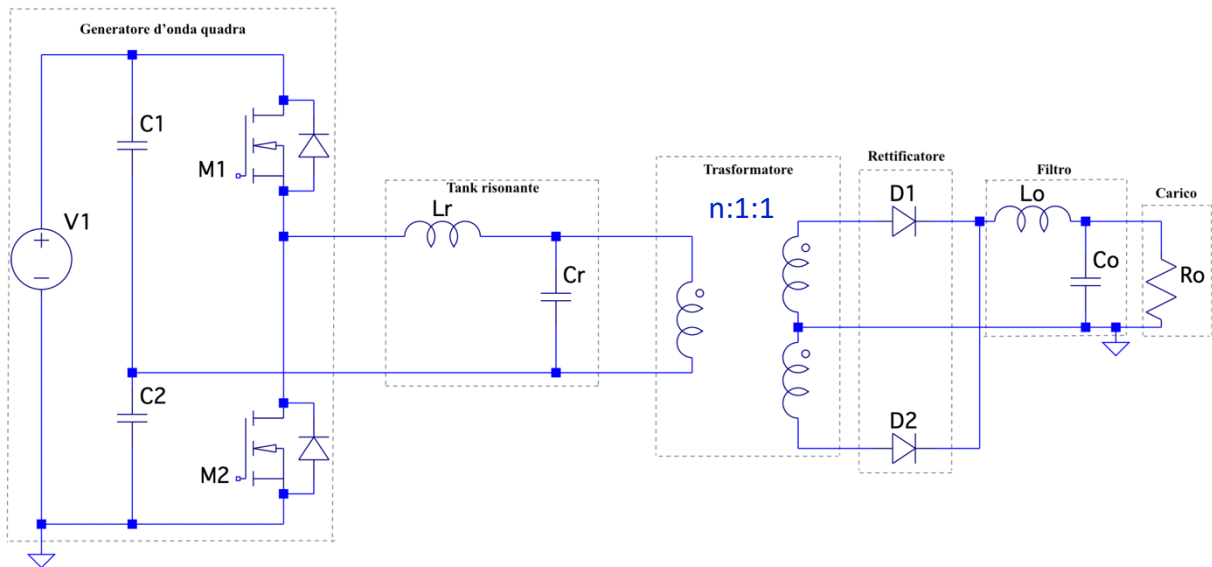 Generatore d'onda quadra
C1
M1
V1
C2
M2
Tank risonante
Lr
Cr
Trasformatore
n:1:1
Rettificatore
D1
D2
Filtro
Lo
Co
Carico
Ro